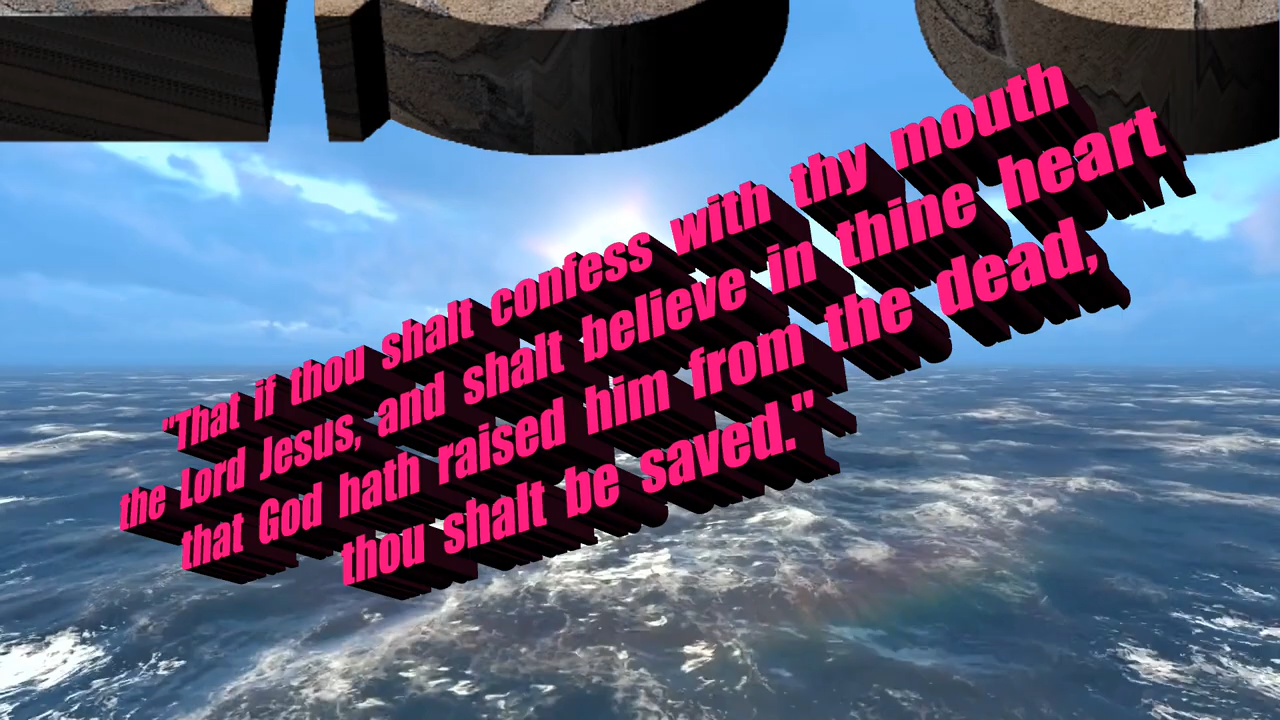 "That if thou shalt confess with thy mouth
the Lord Jesus, and shalt believe in thine heart
that God hath raised him from the dead,
thou shalt be saved."